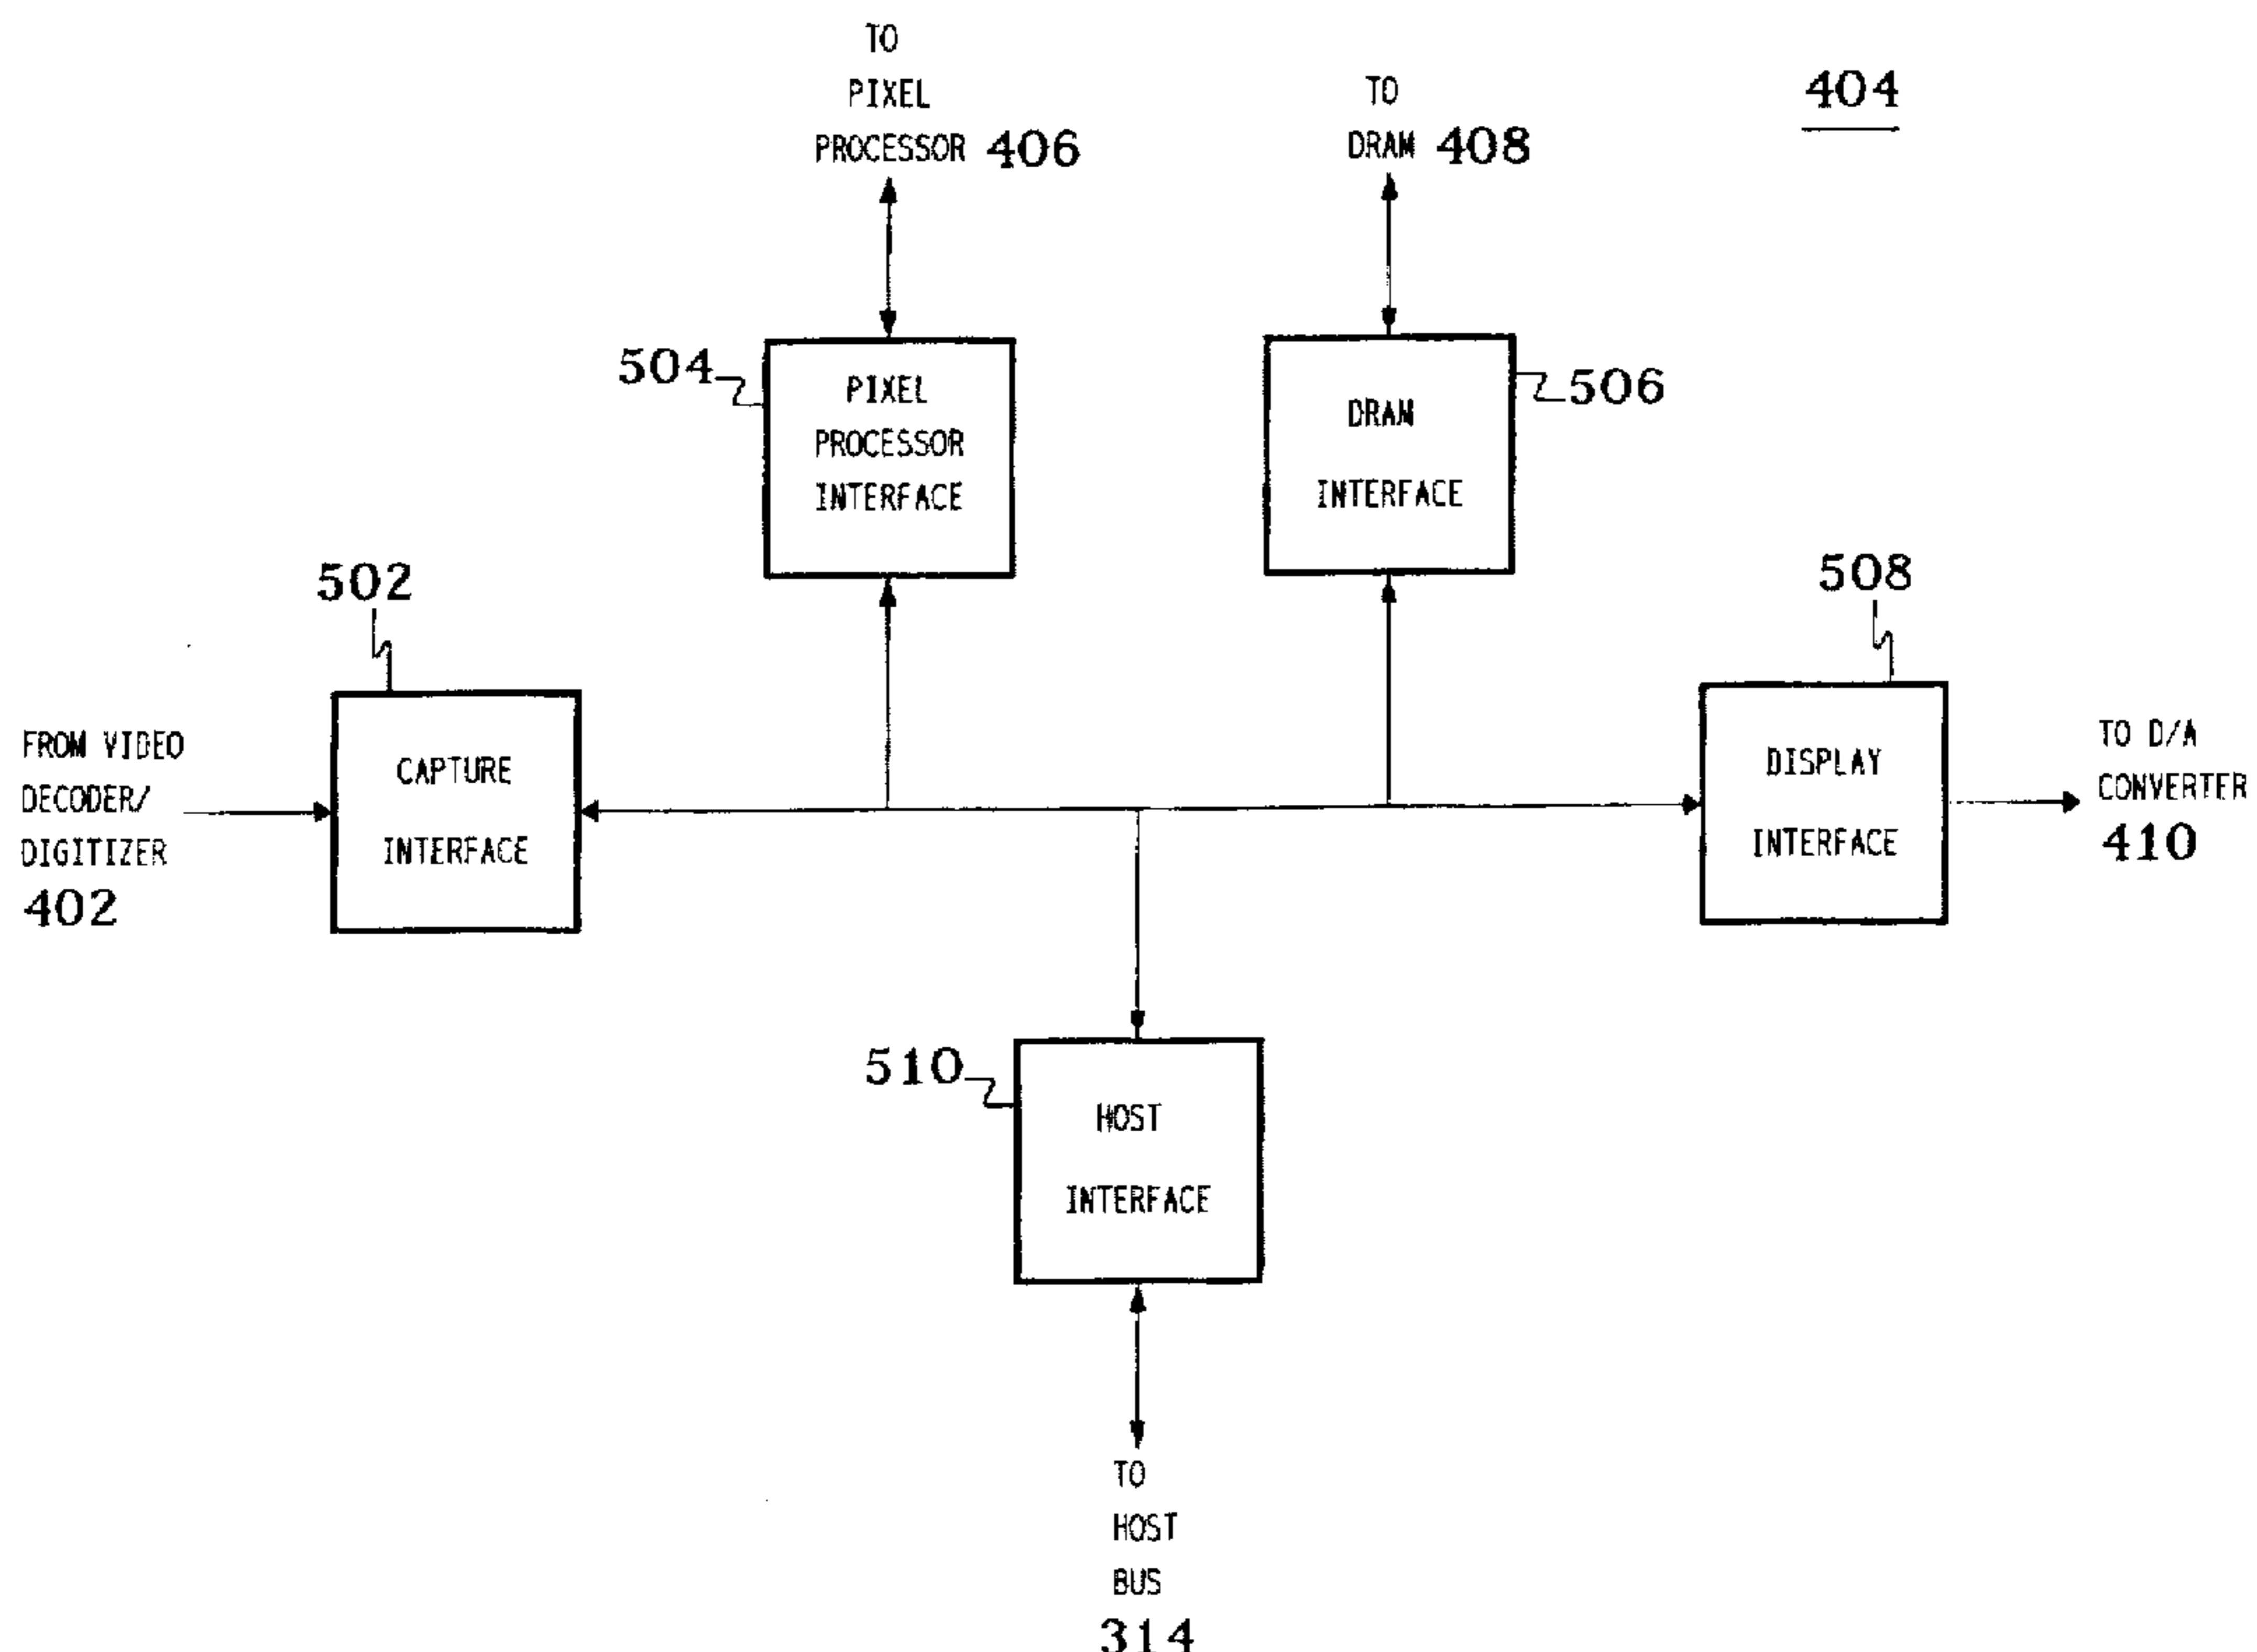 TO
PIXEL
PROCESSOR 406
TO
DRAM 408
404
504
PIXEL
PROCESSOR
INTERFACE
DRAM
INTERFACE
506
502
508
FROM VIDEO
DECODER/
DIGITIZER
402
CAPTURE
INTERFACE
DISPLAY
INTERFACE
TO D/A
CONVERTER
410
510
HOST
INTERFACE
TO
HOST
BUS
314